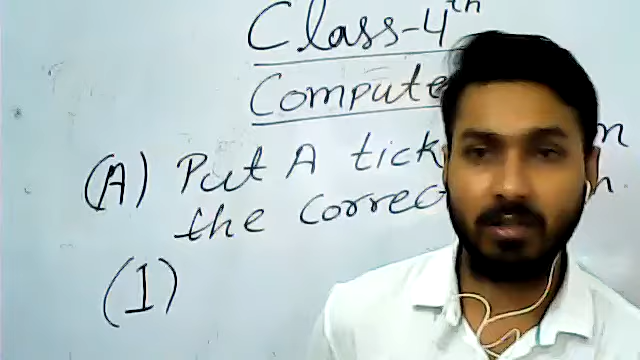 Class-4th
Compute
(A) Put A tick
the correc
(1)